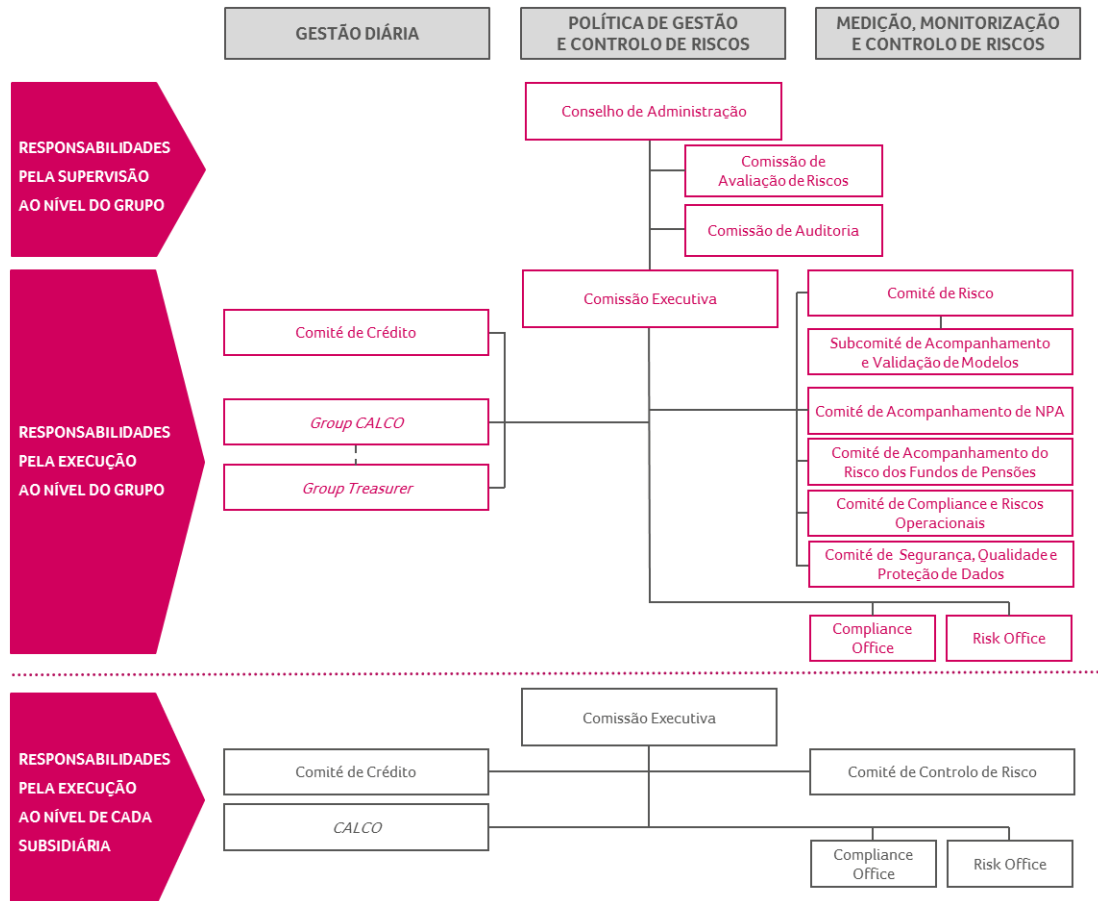 GESTÃO DIÁRIA
POLÍTICA DE GESTÃO
E CONTROLO DE RISCOS
MEDIÇÃO, MONITORIZAÇÃO
E CONTROLO DE RISCOS
RESPONSABILIDADES
PELA SUPERVISÃO
AO NÍVEL DO GRUPO
Conselho de Administração
Comissão de
Avaliação de Riscos
Comissão de Auditoria
RESPONSABILIDADES
PELA EXECUÇÃO
AO NÍVEL DO GRUPO
Comissão Executiva
Comité de Crédito
Group CALCO
Group Treasurer
Comité de Risco
Subcomité de Acompanhamento
e Validação de Modelos
Comité de Acompanhamento de NPA
Comité de Acompanhamento do
Risco dos Fundos de Pensões
Comité de Compliance e Riscos
Operacionais
Comité de Segurança, Qualidade e
Proteção de Dados
Compliance
Office
Risk Office
RESPONSABILIDADES
PELA EXECUÇÃO
AO NÍVEL DE CADA
SUBSIDIÁRIA
Comissão Executiva
Comité de Crédito
Comité de Controlo de Risco
CALCO
Compliance
Office
Risk Office